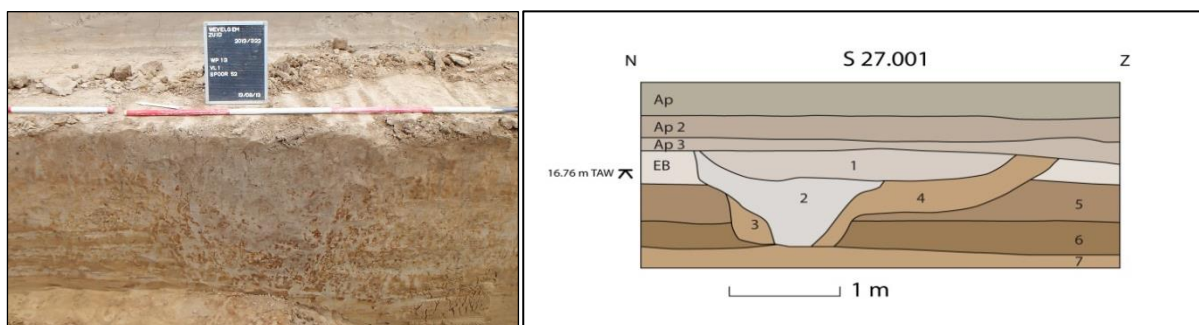 WEVELGEM
ZUID
2015/222
WP 13
VL 1
SPOOR 52
S 27.001
N
Z
Ap
Ap 2
Ap 3
EB
16.76 m TAW
1
2
3
4
5
6
7
1 m